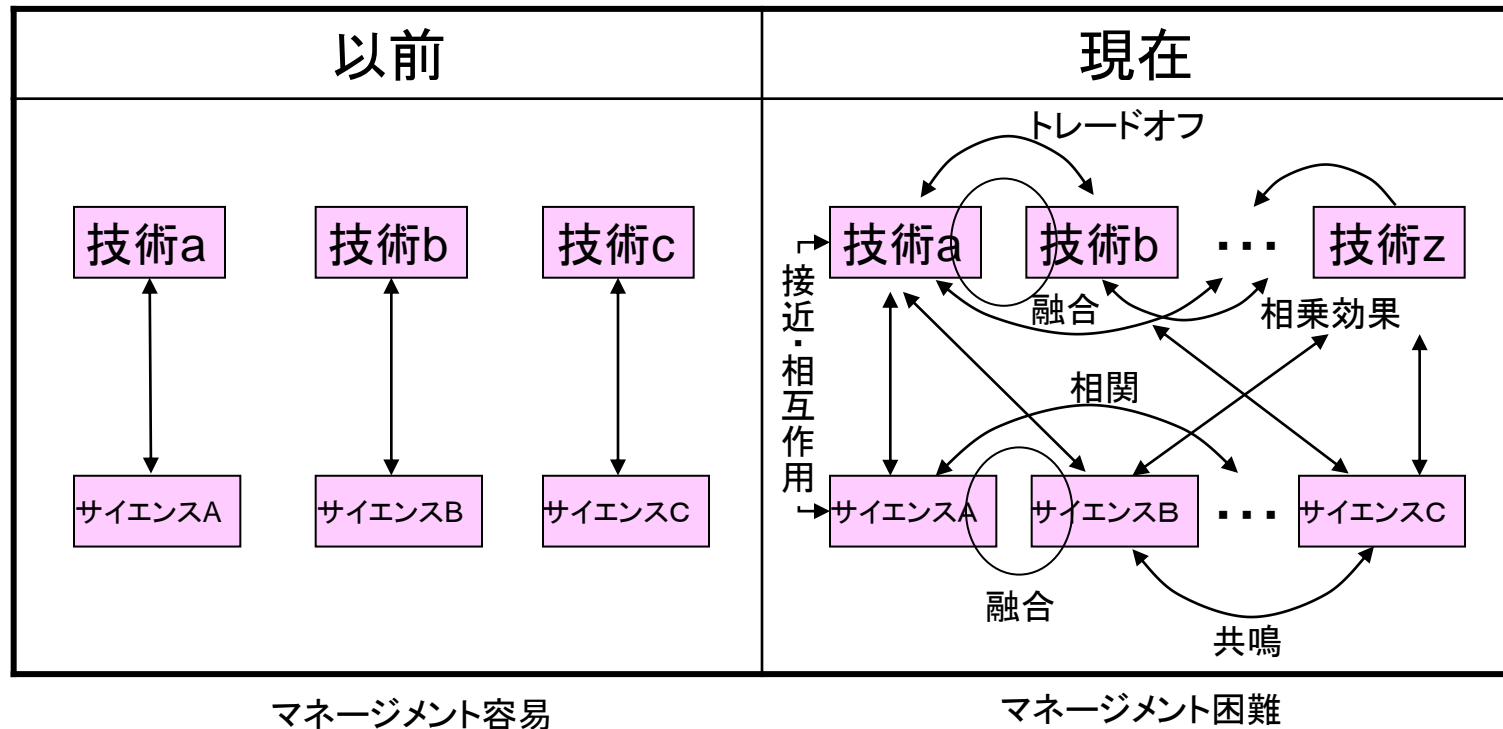 以前
現在
トレードオフ
技術a
技術b
技術c
技術a
技術b
・・・
技術z
接近・相互作用
融合
相乗効果
相関
サイエンスA
サイエンスB
サイエンスC
サイエンスA
サイエンスB
・・・
サイエンスC
融合
共鳴
マネージメント容易
マネージメント困難